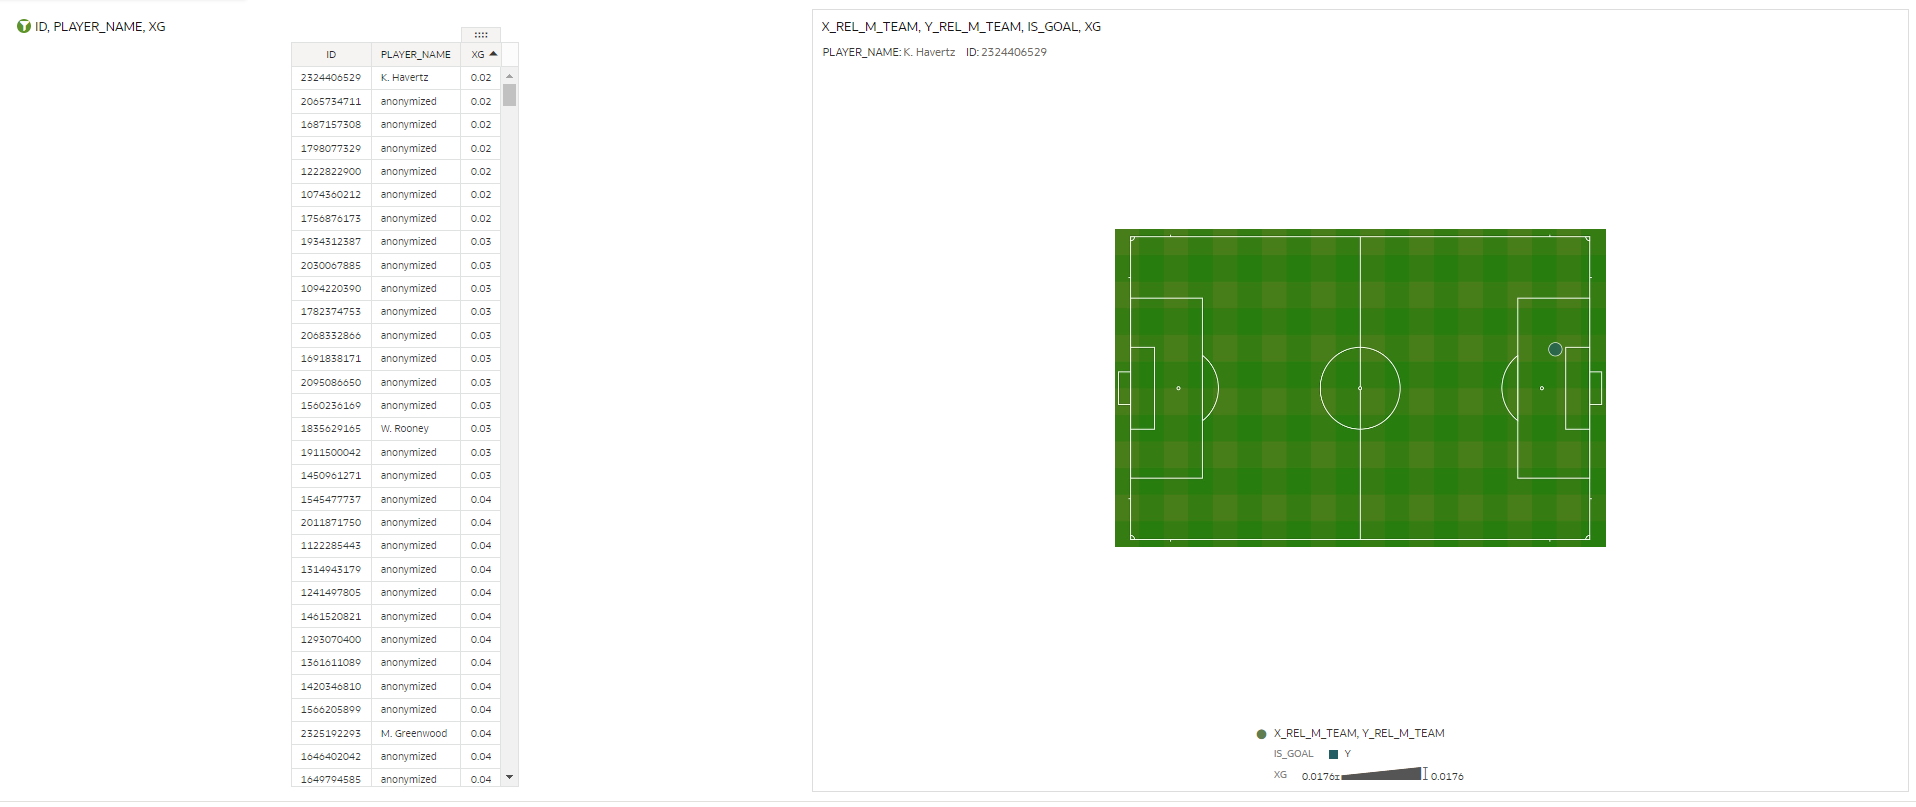 ID, PLAYER_NAME, XG
ID PLAYER_NAME XG
2324406529 K. Havertz 0.02
2065734711 anonymized 0.02
1687157308 anonymized 0.02
1798077329 anonymized 0.02
1222822900 anonymized 0.02
1074360212 anonymized 0.02
1756876173 anonymized 0.02
1934312387 anonymized 0.03
2030067885 anonymized 0.03
1094220390 anonymized 0.03
1782374753 anonymized 0.03
2068332866 anonymized 0.03
1691838171 anonymized 0.03
2095086650 anonymized 0.03
1560236169 anonymized 0.03
1835629165 W. Rooney 0.03
1911500042 anonymized 0.03
1450961271 anonymized 0.03
1545477737 anonymized 0.04
2011871750 anonymized 0.04
1122285443 anonymized 0.04
1314943179 anonymized 0.04
1241497805 anonymized 0.04
1461520821 anonymized 0.04
1293070400 anonymized 0.04
1361611089 anonymized 0.04
1420346810 anonymized 0.04
1566205899 anonymized 0.04
2325192293 M. Greenwood 0.04
1646402042 anonymized 0.04
1649794585 anonymized 0.04
X_REL_M_TEAM, Y_REL_M_TEAM, IS_GOAL, XG
PLAYER_NAME: K. Havertz ID: 2324406529
X_REL_M_TEAM, Y_REL_M_TEAM
IS_GOAL Y
XG 0.0176 0.0176